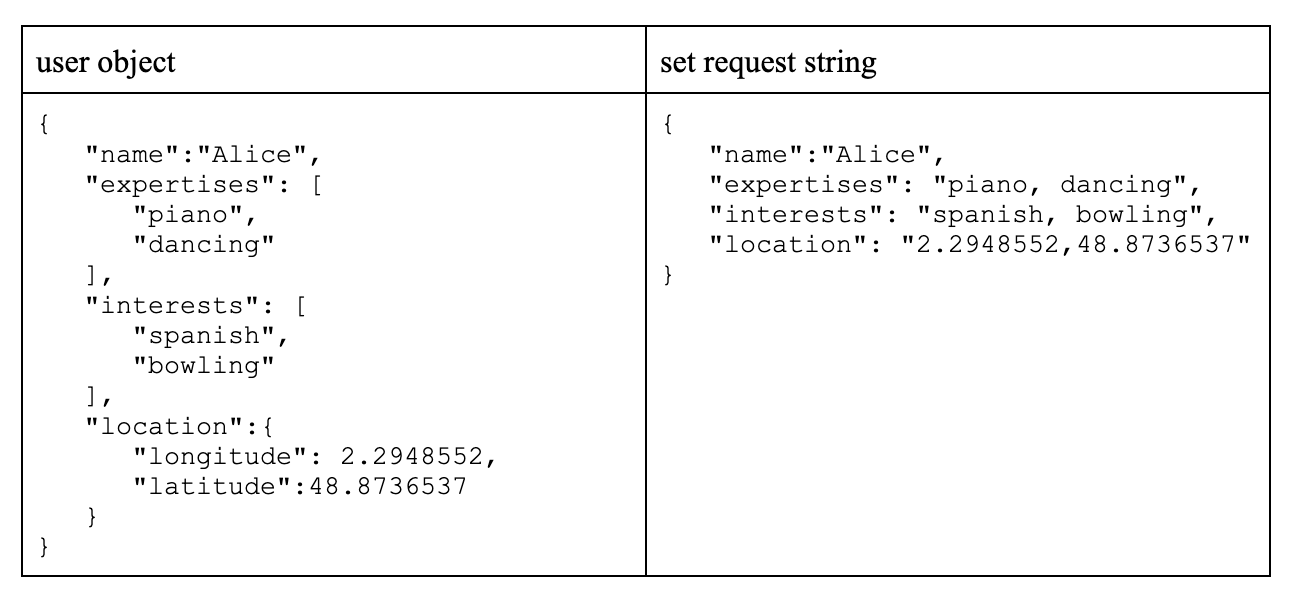 user object
{
   "name":"Alice",
   "expertises": [
      "piano",
      "dancing"
   ],
   "interests": [
      "spanish",
      "bowling"
   ],
   "location":{
      "longitude": 2.2948552,
      "latitude":48.8736537
   }
}
set request string
{
   "name":"Alice",
   "expertises": "piano, dancing",
   "interests": "spanish, bowling",
   "location": "2.2948552,48.8736537"
}